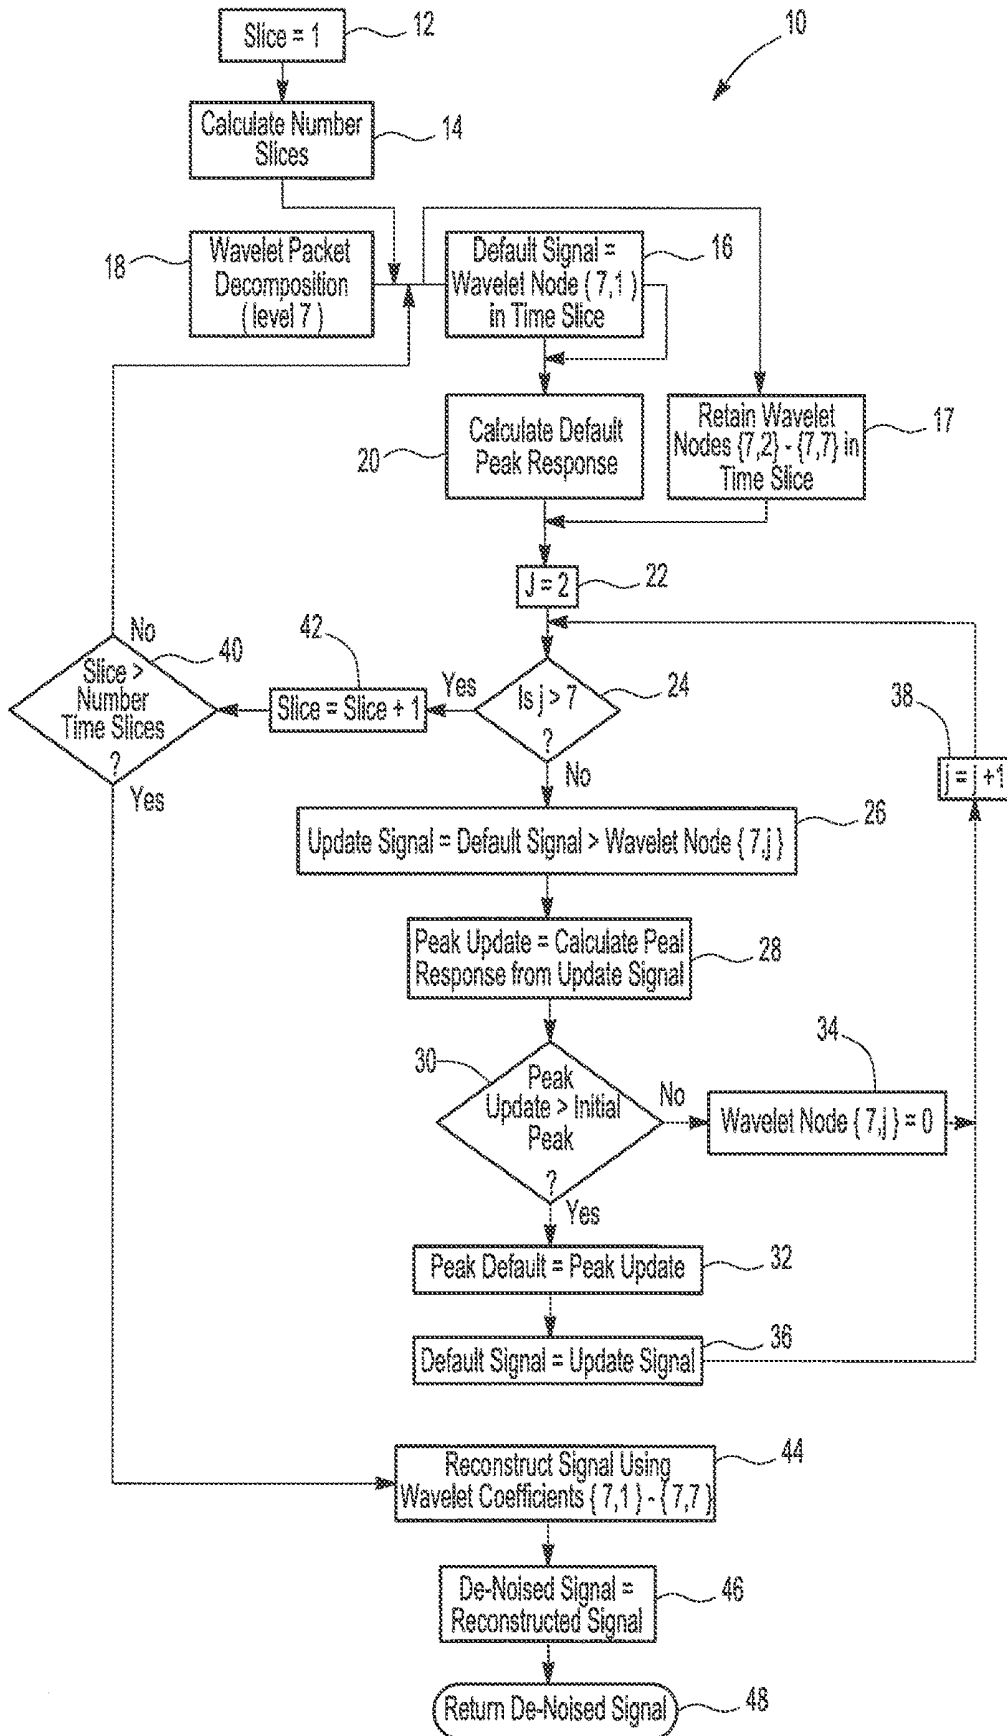 Slice = 1
12
10
Calculate Number
Slices
14
18
Wavelet Packet
Decomposition
( level 7 )
Default Signal =
Wavelet Node { 7,1 }
in Time Slice
16
20
Calculate Default
Peak Response
Retain Wavelet
Nodes {7,2} - {7,7} in
Time Slice
17
J = 2
22
No
40
Slice >
Number
Time Slices
?
Yes
42
Slice = Slice + 1
Yes
Is j > 7
?
24
No
38
j = j +1
Update Signal = Default Signal > Wavelet Node { 7,j }
26
Peak Update = Calculate Peal
Response from Update Signal
28
30
Peak
Update > Initial
Peak
?
No
Yes
34
Wavelet Node { 7,j } = 0
Peak Default = Peak Update
32
Default Signal = Update Signal
36
Reconstruct Signal Using
Wavelet Coefficients { 7,1 } - { 7,7 }
44
De-Noised Signal =
Reconstructed Signal
46
Return De-Noised Signal
48